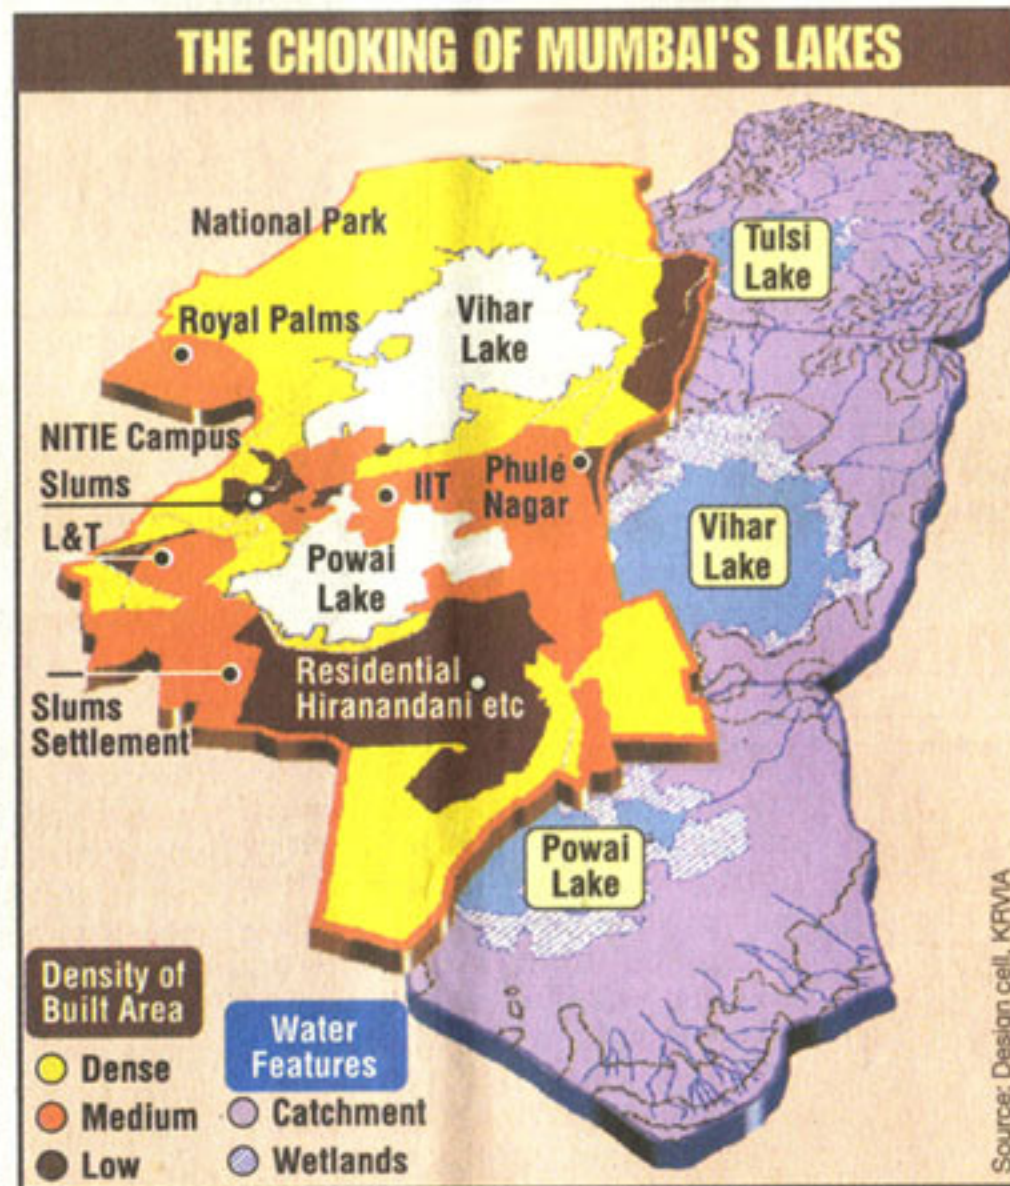 THE CHOKING OF MUMBAI'S LAKES
National Park
Royal Palms
Vihar
Lake
Tulsi
Lake
NITIE Campus
Slums
L&T
IIT
Phule
Nagar
Powai
Lake
Vihar
Lake
Residential
Hiranandani etc
Slums
Settlement
Powai
Lake
Density of
Built Area
Dense
Medium
Low
Water
Features
Catchment
Wetlands
Source: Design cell, KRVIA